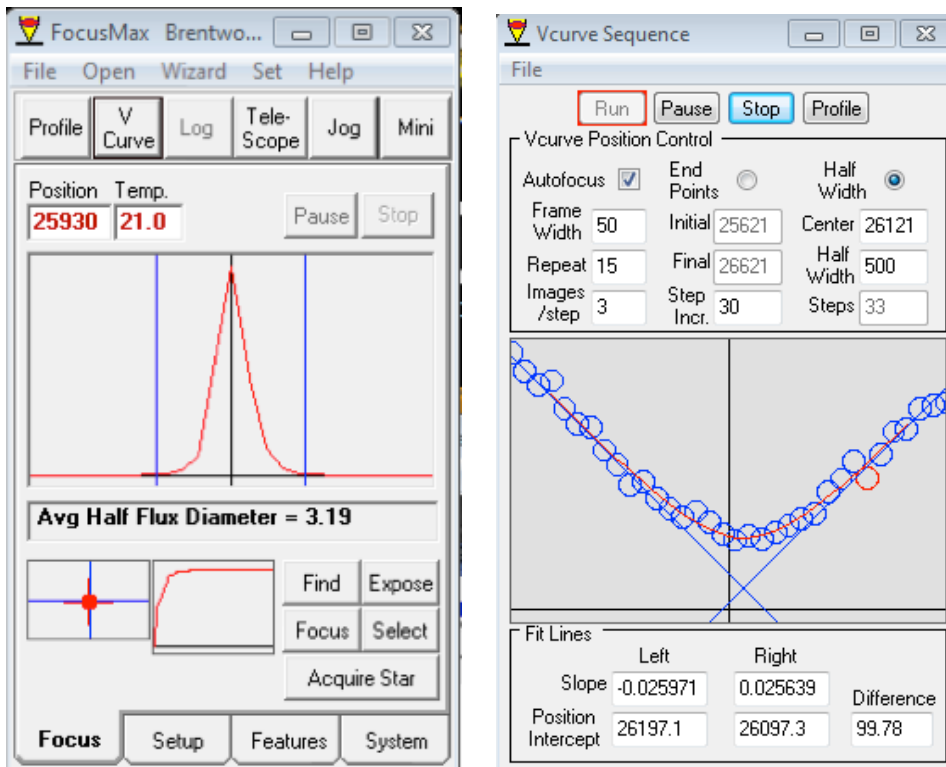 FocusMax Brentwo...
File Open Wizard Set Help
Profile V Curve Log Tele-Scope Jog Mini
Position Temp.
25930 21.0 Pause Stop
Avg Half Flux Diameter = 3.19
Find Expose
Focus Select
Acquire Star
Focus Setup Features System
Vcurve Sequence
File
Run Pause Stop Profile
Vcurve Position Control
Autofocus End Points Half Width
Frame Width 50 Initial 25621 Center 26121
Repeat 15 Final 26621 Half Width 500
Images /step 3 Step Incr. 30 Steps 33
Fit Lines
Left Right
Slope -0.025971 0.025639 Difference
Position Intercept 26197.1 26097.3 99.78